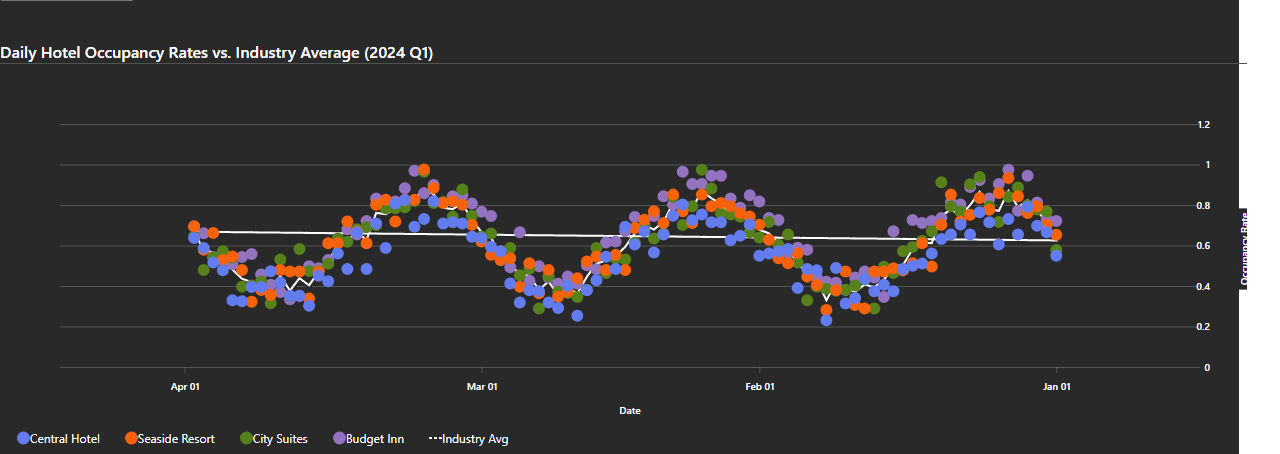 Daily Hotel Occupancy Rates vs. Industry Average (2024 Q1)
1.2
1
0.8
0.6
0.4
0.2
0
Occupancy Rate
Apr 01
Mar 01
Feb 01
Jan 01
Date
Central Hotel
Seaside Resort
City Suites
Budget Inn
Industry Avg